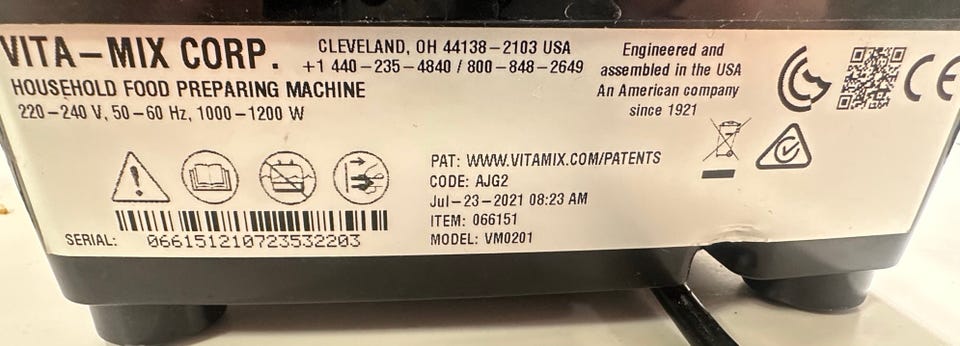 VITA-MIX CORP.
CLEVELAND, OH 44138-2103 USA
+1 440-235-4840 / 800-848-2649
HOUSEHOLD FOOD PREPARING MACHINE
220-240 V, 50-60 Hz, 1000-1200 W
Engineered and
assembled in the USA
An American company
since 1921
CE
PAT: WWW.VITAMIX.COM/PATENTS
CODE: AJG2
Jul-23-2021 08:23 AM
ITEM: 066151
MODEL: VM0201
SERIAL: 066151210723532203